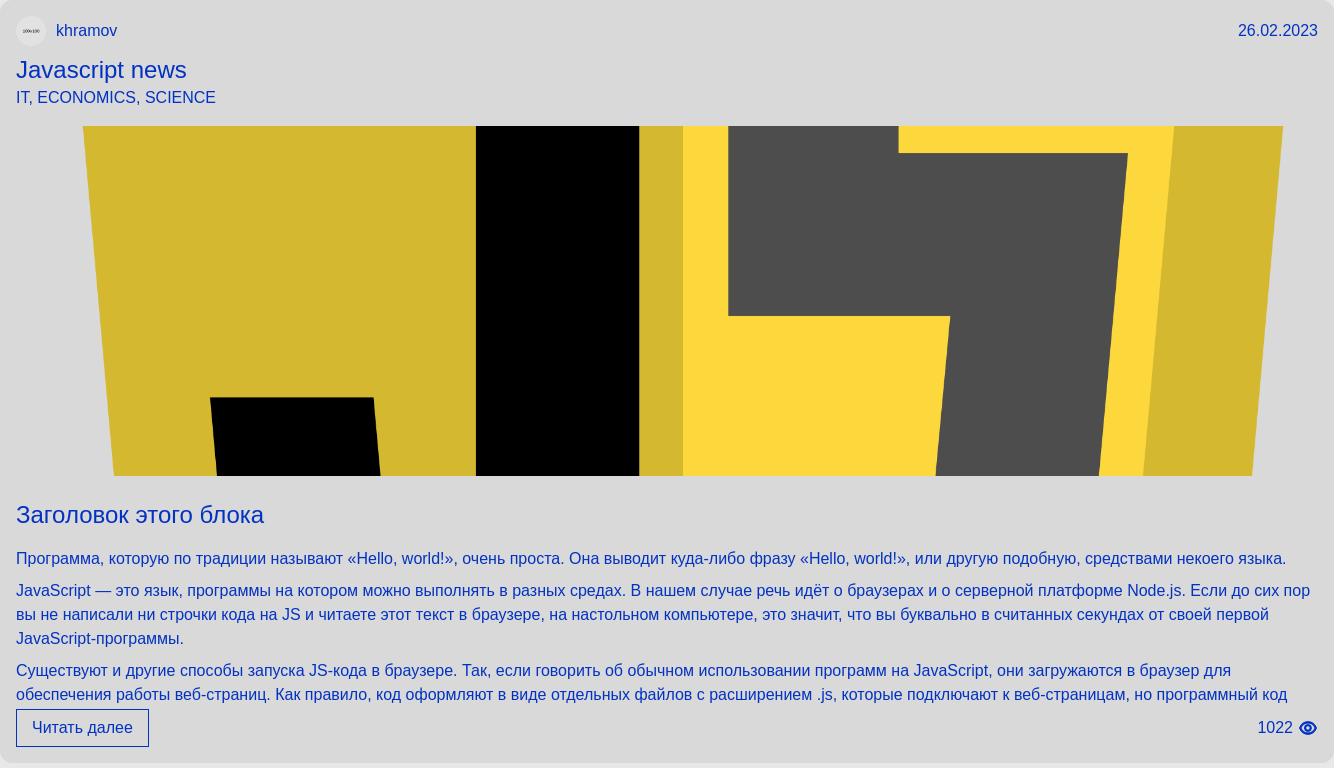 khramov
26.02.2023
Javascript news
IT, ECONOMICS, SCIENCE
Заголовок этого блока
Программа, которую по традиции называют «Hello, world!», очень проста. Она выводит куда-либо фразу «Hello, world!», или другую подобную, средствами некоего языка.
JavaScript — это язык, программы на котором можно выполнять в разных средах. В нашем случае речь идёт о браузерах и о серверной платформе Node.js. Если до сих пор
вы не написали ни строчки кода на JS и читаете этот текст в браузере, на настольном компьютере, это значит, что вы буквально в считанных секундах от своей первой
JavaScript-программы.
Существуют и другие способы запуска JS-кода в браузере. Так, если говорить об обычном использовании программ на JavaScript, они загружаются в браузер для
обеспечения работы веб-страниц. Как правило, код оформляют в виде отдельных файлов с расширением .js, которые подключают к веб-страницам, но программный код
Читать далее
1022